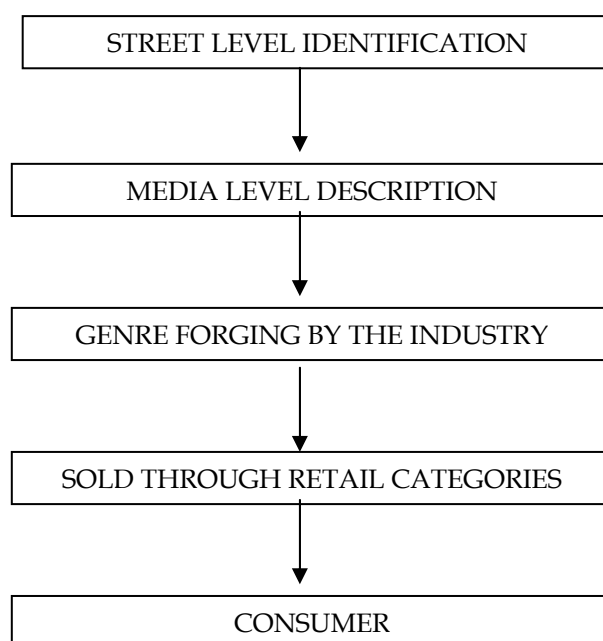 STREET LEVEL IDENTIFICATION
MEDIA LEVEL DESCRIPTION
GENRE FORGING BY THE INDUSTRY
SOLD THROUGH RETAIL CATEGORIES
CONSUMER